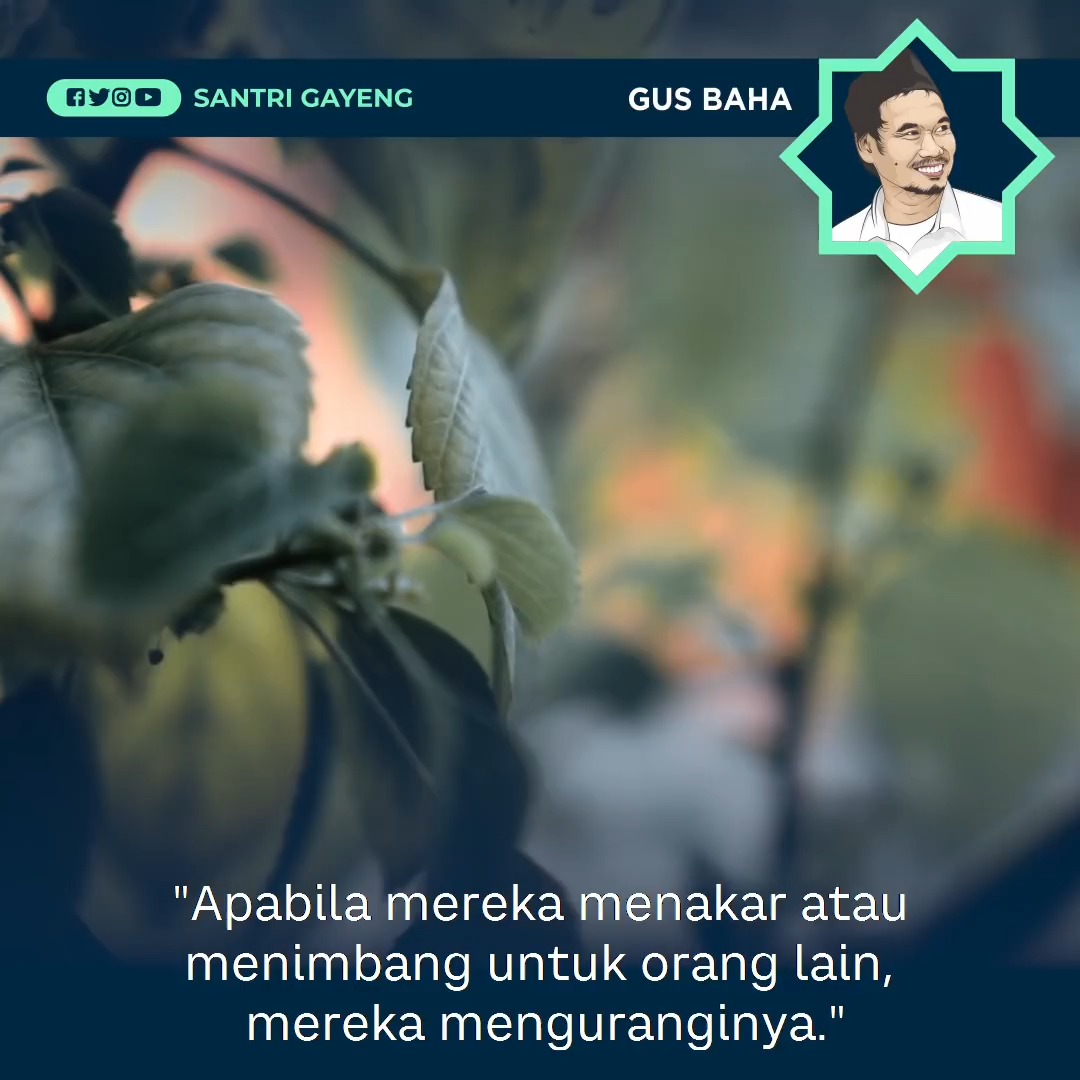 SANTRI GAYENG
GUS BAHA
"Apabila mereka menakar atau
menimbang untuk orang lain,
mereka menguranginya."